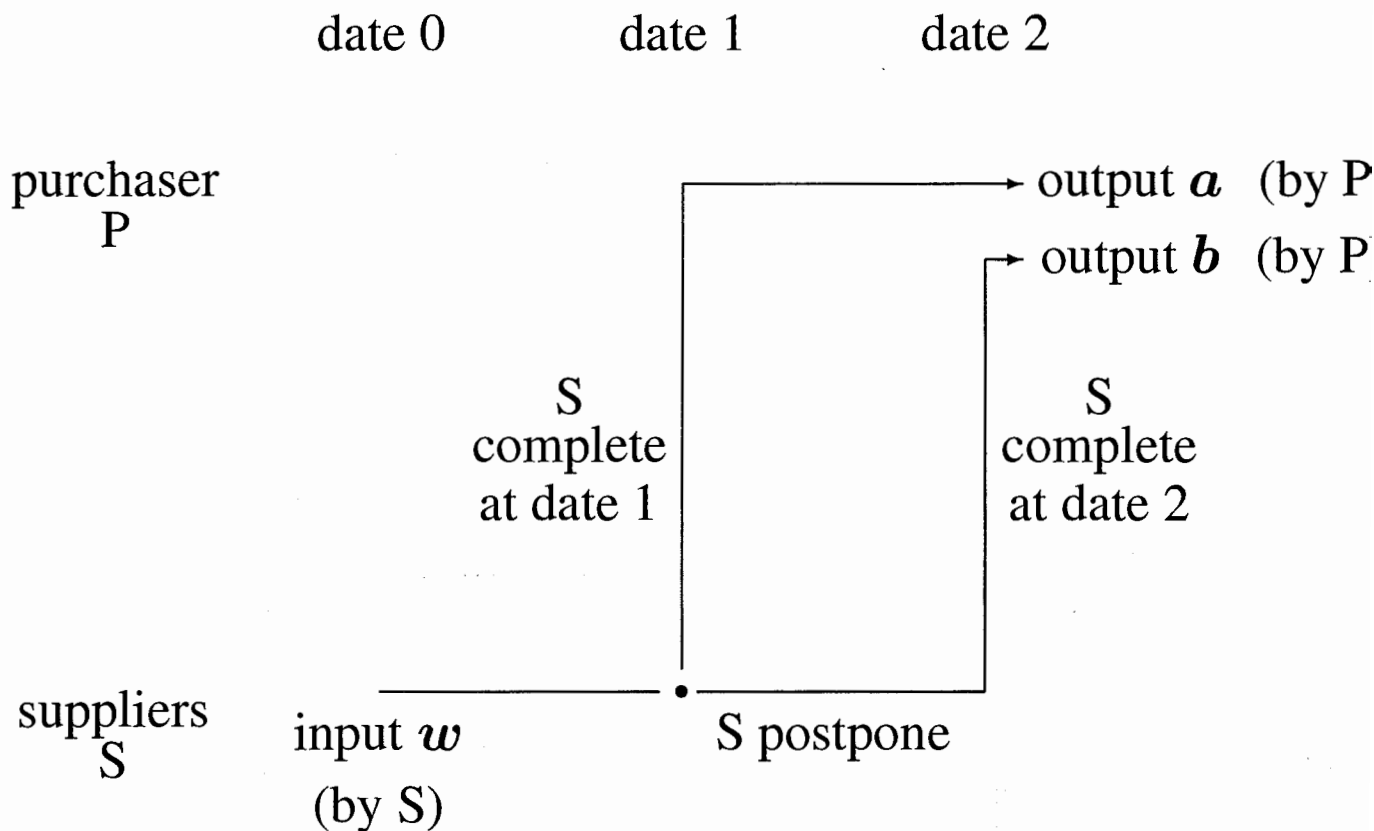 date 0 date 1 date 2
purchaser
P
output a (by P
output b (by P
S
complete
at date 1
S
complete
at date 2
suppliers
S
input w
(by S)
S postpone